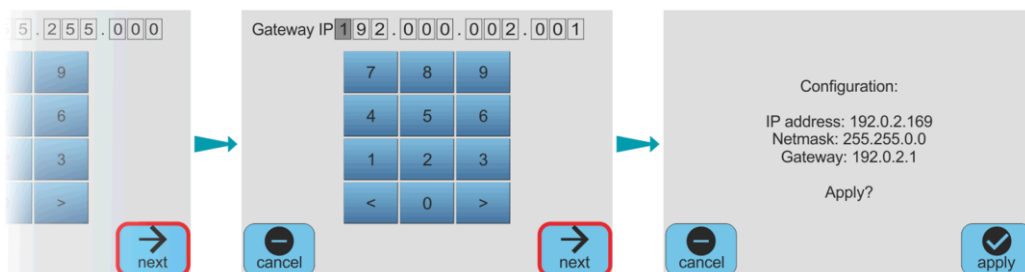 5.255.000
9
6
3
>
next
Gateway IP 192.000.002.001
7 8 9
4 5 6
1 2 3
< 0 >
cancel
next
Configuration:
IP address: 192.0.2.169
Netmask: 255.255.0.0
Gateway: 192.0.2.1
Apply?
cancel
apply